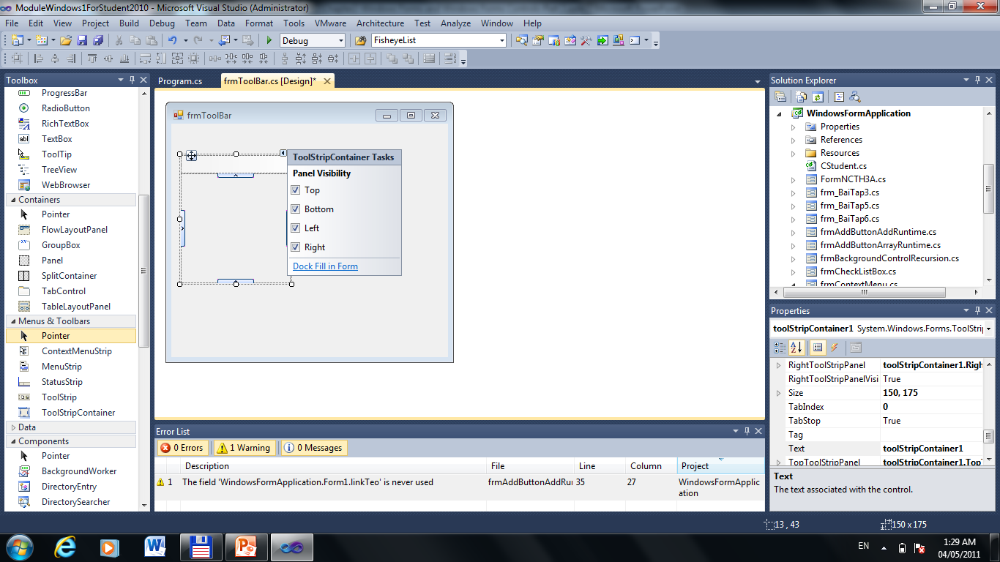 ModuleWindows1ForStudent2010 - Microsoft Visual Studio (Administrator)
File Edit View Project Build Debug Team Data Format Tools VMware Architecture Test Analyze Window Help
Debug FisheyeList
Toolbox
ProgressBar
RadioButton
RichTextBox
TextBox
ToolTip
TreeView
WebBrowser
Containers
Pointer
FlowLayoutPanel
GroupBox
Panel
SplitContainer
TabControl
TableLayoutPanel
Menus & Toolbars
Pointer
ContextMenuStrip
MenuStrip
StatusStrip
ToolStrip
ToolStripContainer
Data
Components
Pointer
BackgroundWorker
DirectoryEntry
DirectorySearcher
Program.cs frmToolBar.cs [Design]*
frmToolBar
ToolStripContainer Tasks
Panel Visibility
Top
Bottom
Left
Right
Dock Fill in Form
Error List
0 Errors 1 Warning 0 Messages
Description File Line Column Project
1 The field 'WindowsFormApplication.Form1.linkTeo' is never used frmAddButtonAddRu 35 27 WindowsFormApplic
ation
Solution Explorer
WindowsFormApplication
Properties
References
Resources
CStudent.cs
FormNCTH3A.cs
frm_BaiTap3.cs
frm_BaiTap5.cs
frm_BaiTap6.cs
frmAddButtonAddRuntime.cs
frmAddButtonArrayRuntime.cs
frmBackgroundControlRecursion.cs
frmCheckListBox.cs
frmContextMenu.cs
Properties
toolStripContainer1 System.Windows.Forms.ToolStri
RightToolStripPanel toolStripContainer1.Righ
RightToolStripPanelVisi True
Size 150, 175
TabIndex 0
TabStop True
Tag
Text toolStripContainer1
TopToolStripPanel toolStripContainer1.Top
Text
The text associated with the control.
13 , 43 150 x 175
EN 1:29 AM
04/05/2011